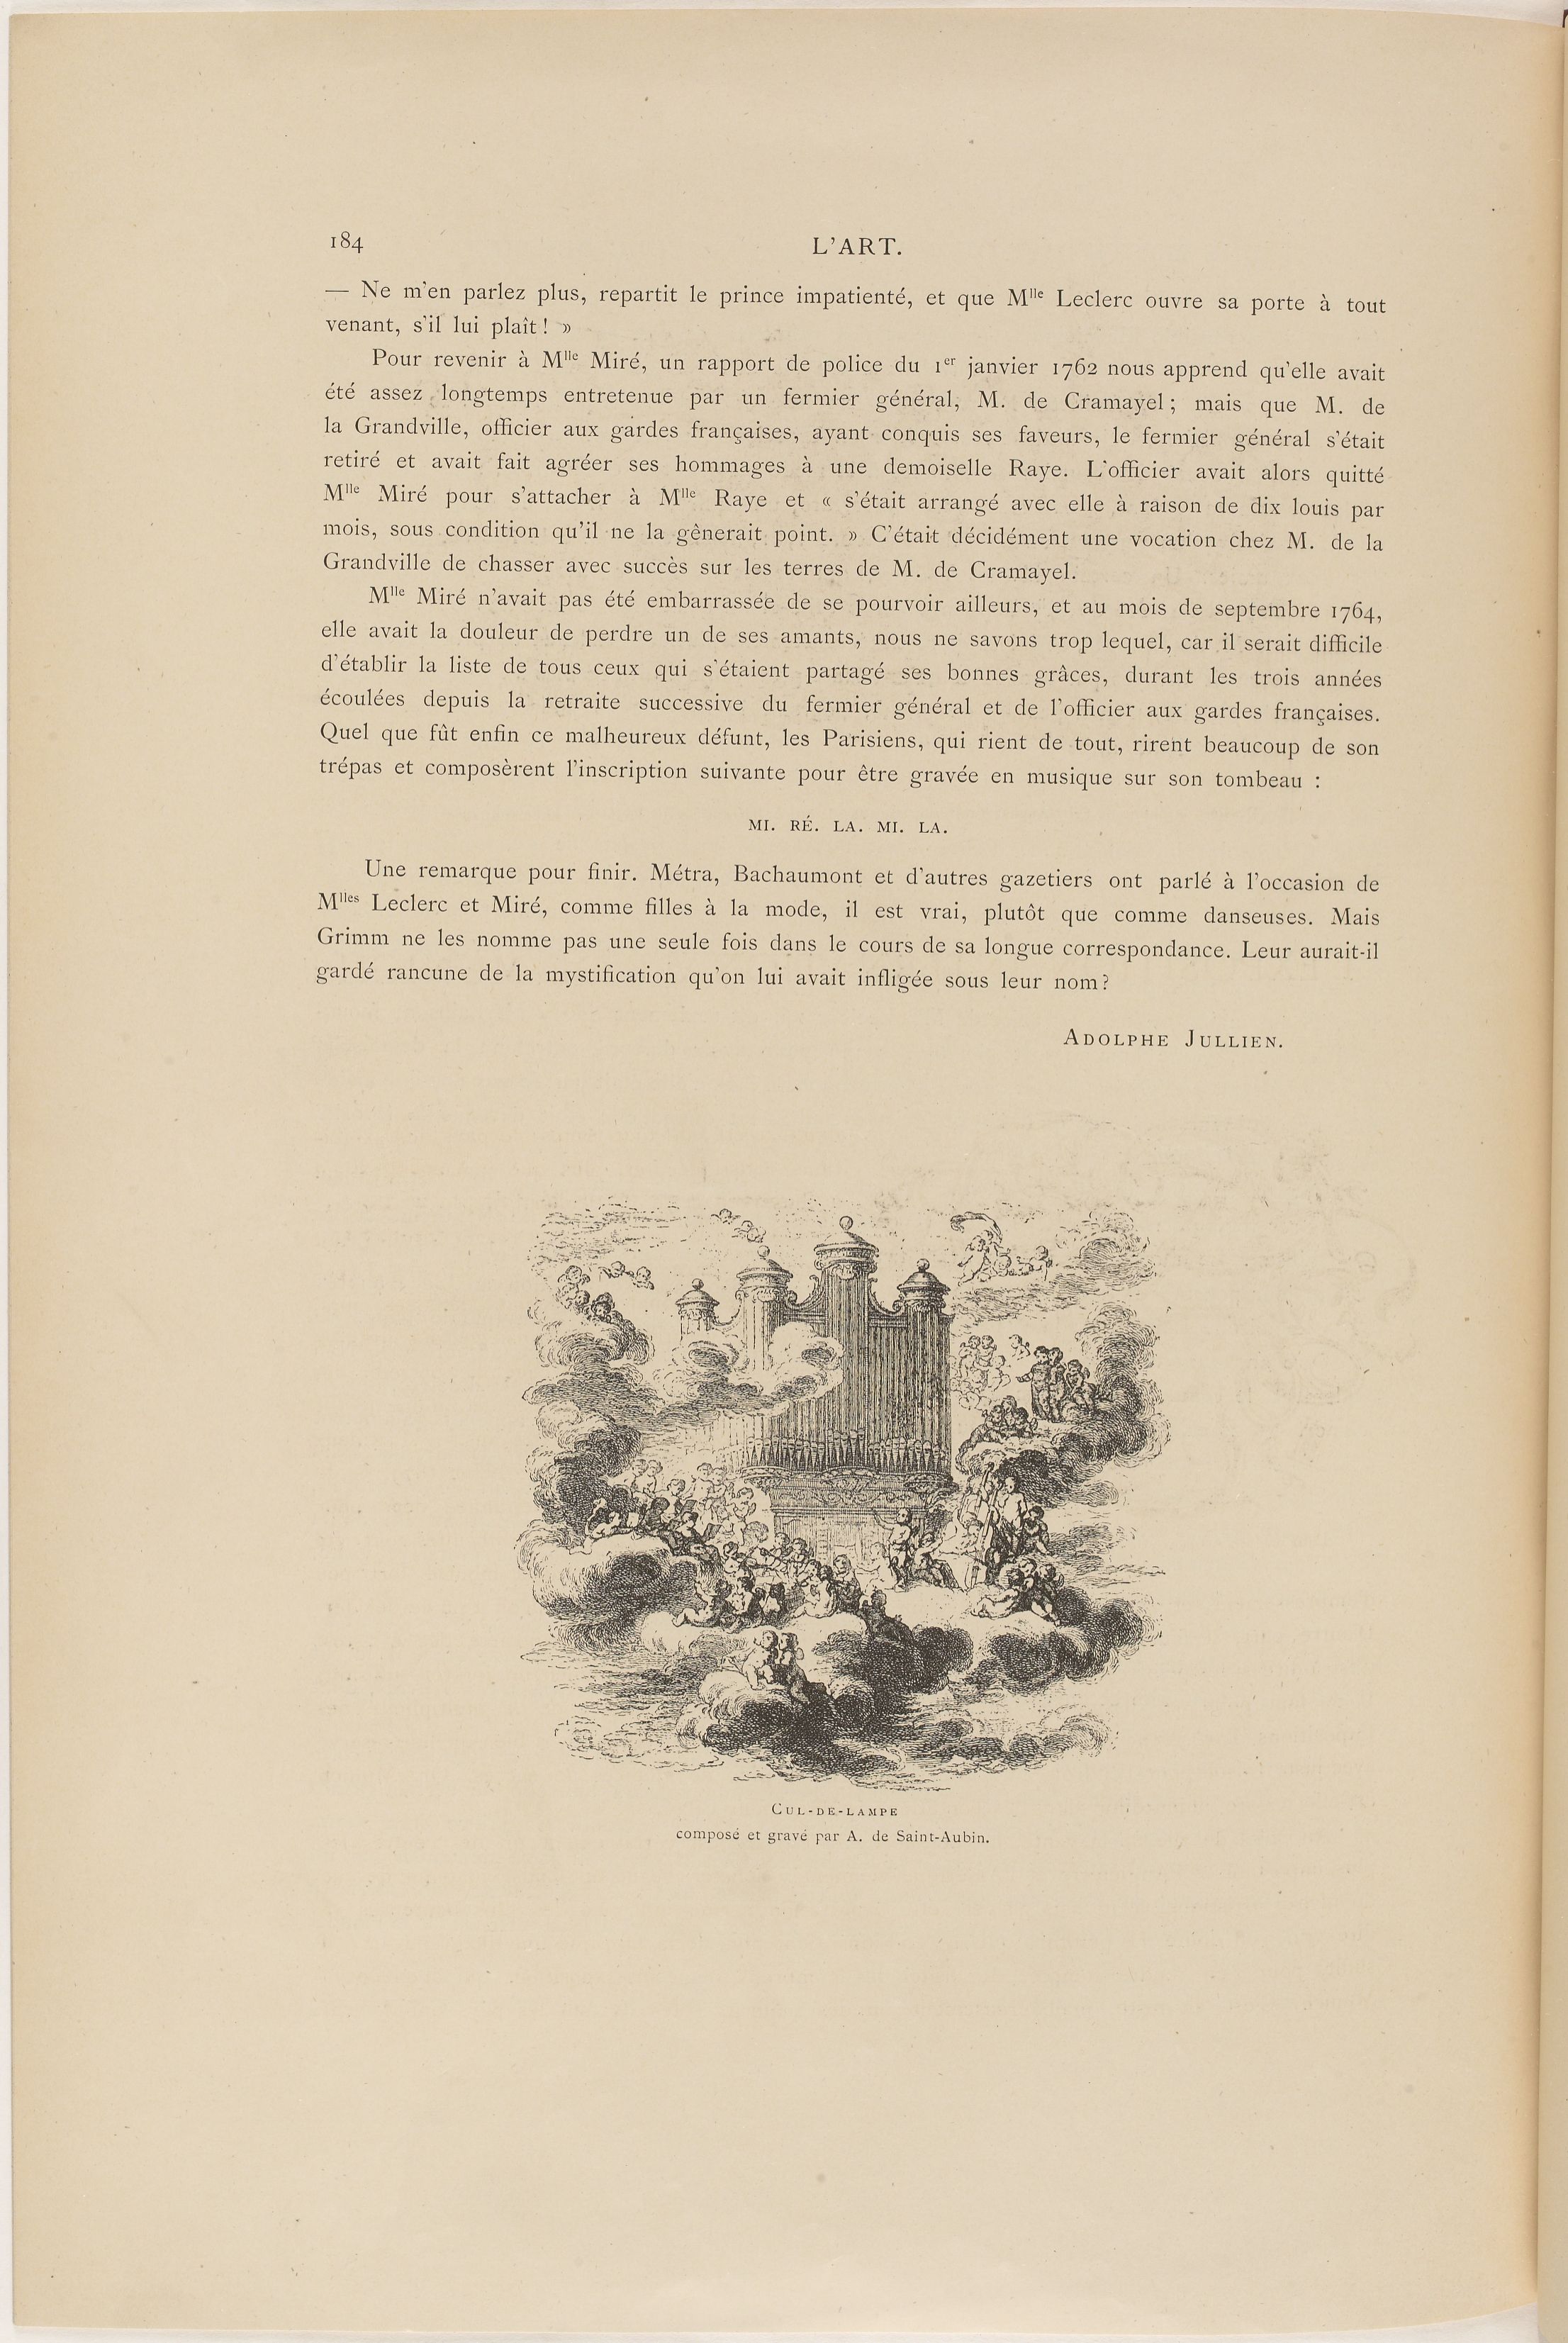 184
L'ART.
— Ne m'en parlez plus, repartit le prince impatienté, et que Mlle Leclerc ouvre sa porte à tout
venant, s'il lui plaît ! »
Pour revenir à Mlle Miré, un rapport de police du 1er janvier 1762 nous apprend qu'elle avait
été assez longtemps entretenue par un fermier général, M. de Cramayel ; mais que M. de
la Grandville, officier aux gardes françaises, ayant conquis ses faveurs, le fermier général s'était
retiré et avait fait agréer ses hommages à une demoiselle Raye. L'officier avait alors quitté
Mlle Miré pour s'attacher à Mlle Raye et « s'était arrangé avec elle à raison de dix louis par
mois, sous condition qu'il ne la gènerait point. » C'était décidément une vocation chez M. de la
Grandville de chasser avec succès sur les terres de M. de Cramayel.
Mlle Miré n'avait pas été embarrassée de se pourvoir ailleurs, et au mois de septembre 1764,
elle avait la douleur de perdre un de ses amants, nous ne savons trop lequel, car il serait difficile
d'établir la liste de tous ceux qui s'étaient partagé ses bonnes grâces, durant les trois années
écoulées depuis la retraite successive du fermier général et de l'officier aux gardes françaises.
Quel que fût enfin ce malheureux défunt, les Parisiens, qui rient de tout, rirent beaucoup de son
trépas et composèrent l'inscription suivante pour être gravée en musique sur son tombeau :
MI. RÉ. LA. MI. LA.
Une remarque pour finir. Métra, Bachaumont et d'autres gazetiers ont parlé à l'occasion de
Mlles Leclerc et Miré, comme filles à la mode, il est vrai, plutôt que comme danseuses. Mais
Grimm ne les nomme pas une seule fois dans le cours de sa longue correspondance. Leur aurait-il
gardé rancune de la mystification qu'on lui avait infligée sous leur nom ?
ADOLPHE JULLIEN.
CUL-DE-LAMPE
composé et gravé par A. de Saint-Aubin.